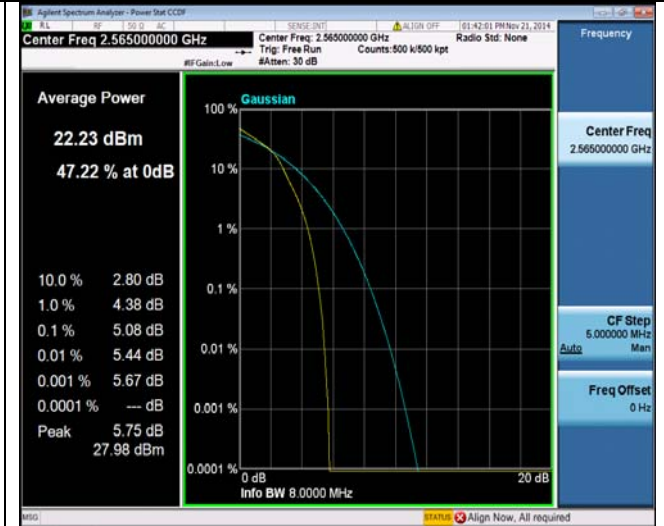 Agilent Spectrum Analyzer - Power Stat CCDF
RL RF 50 Ω AC SENSE:INT ALIGN OFF 01:42:01 PM Nov 21, 2014
Center Freq 2.565000000 GHz
Center Freq: 2.565000000 GHz Radio Std: None
Trig: Free Run Counts:500 k/500 kpt
#IFGain:Low #Atten: 30 dB
Frequency
Average Power
22.23 dBm
47.22 % at 0dB
10.0 % 2.80 dB
1.0 % 4.38 dB
0.1 % 5.08 dB
0.01 % 5.44 dB
0.001 % 5.67 dB
0.0001 % --- dB
Peak 5.75 dB
27.98 dBm
Gaussian
100 %
10 %
1 %
0.1 %
0.01 %
0.001 %
0.0001 %
0 dB 20 dB
Info BW 8.0000 MHz
Center Freq
2.565000000 GHz
CF Step
5.000000 MHz
Auto Man
Freq Offset
0 Hz
MSG STATUS Align Now, All required